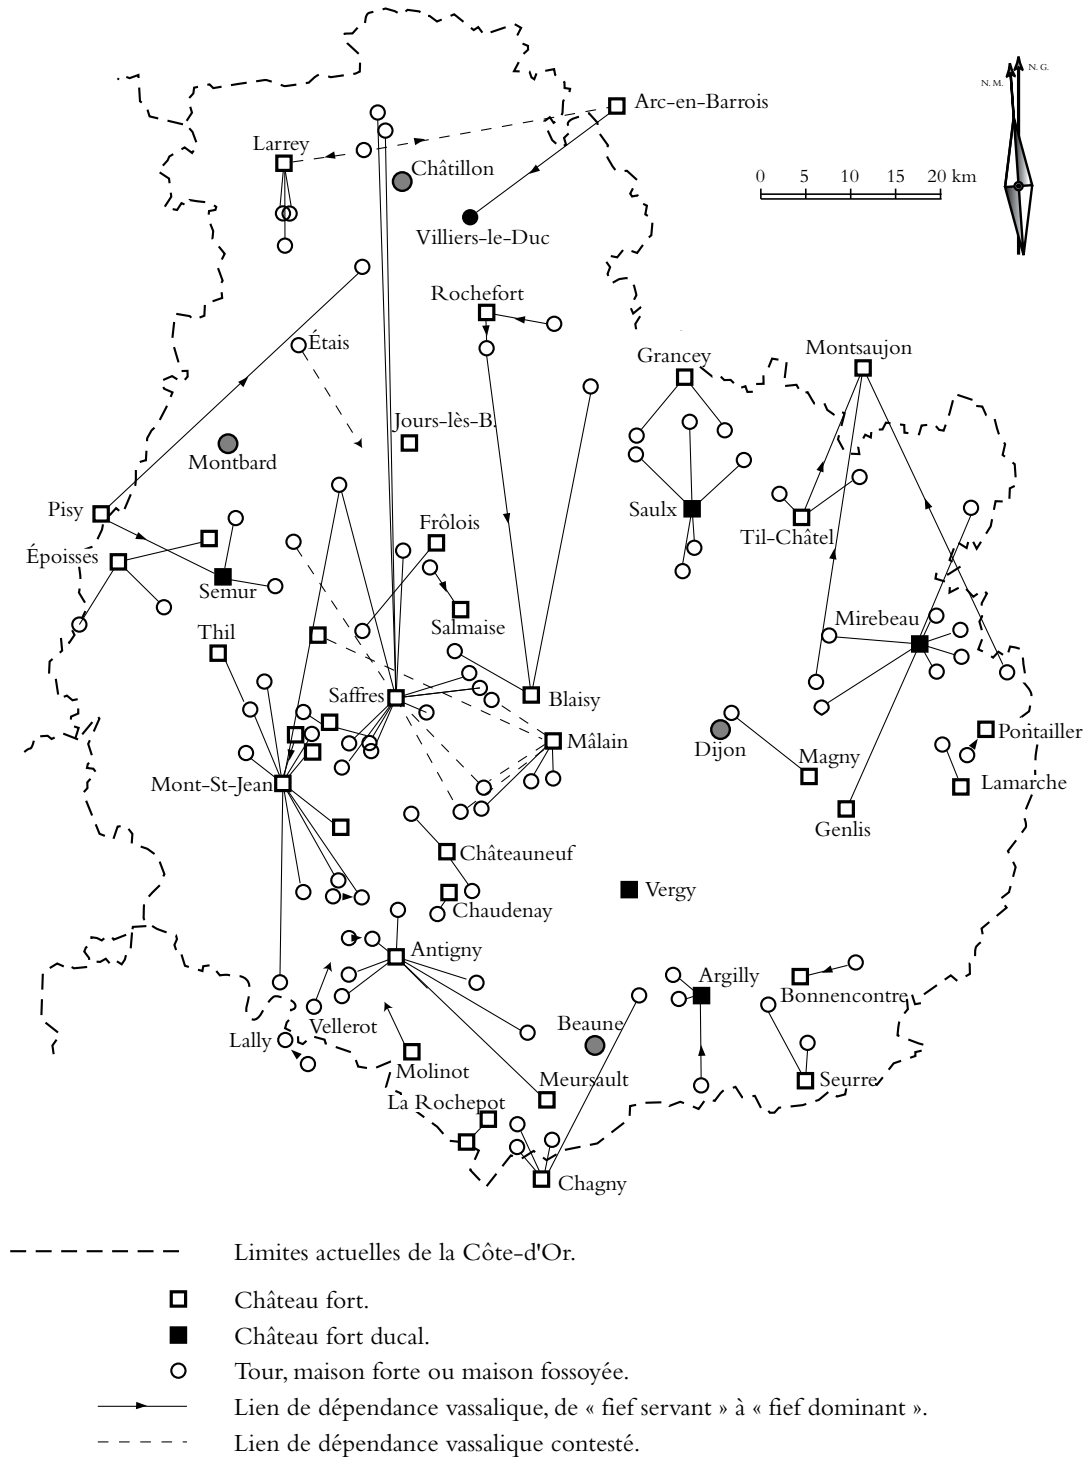 N. G.
N. M.
Arc-en-Barrois
Larrey
Châtillon
0 5 10 15 20 km
Villiers-le-Duc
Rochefort
Étais
Grancey
Montsaujon
Jours-lès-B.
Montbard
Pisy
Saulx
Frôlois
Til-Châtel
Époisses
Semur
Thil
Salmaise
Mirebeau
Saffres
Blaisy
Mâlain
Dijon
Pontailler
Magny
Mont-St-Jean
Lamarche
Genlis
Châteauneuf
Vergy
Chaudenay
Antigny
Argilly
Bonnencontre
Vellerot
Beaune
Lally
Molinot
Meursault
Seurre
La Rochepot
Chagny
Limites actuelles de la Côte-d'Or.
Château fort.
Château fort ducal.
Tour, maison forte ou maison fossoyée.
Lien de dépendance vassalique, de « fief servant » à « fief dominant ».
Lien de dépendance vassalique contesté.